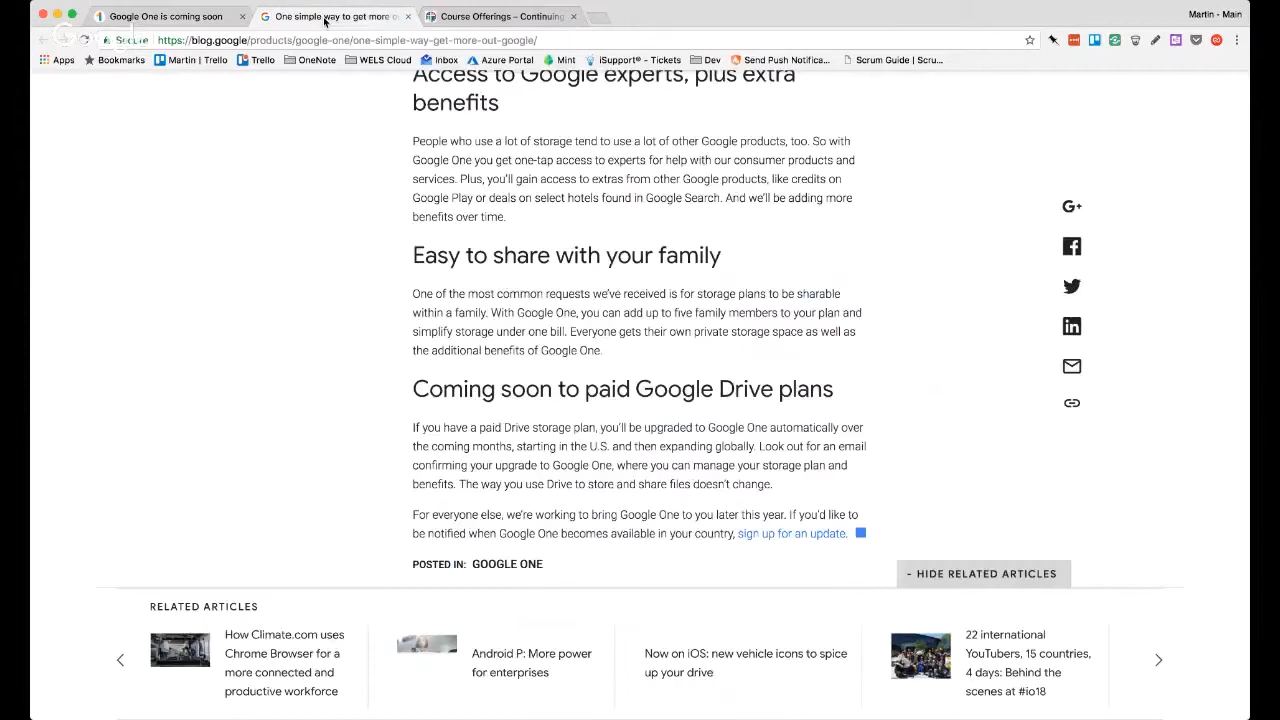 Google One is coming soon
One simple way to get more o
Course Offerings – Continuing
Martin - Main
Secure
https://blog.google/products/google-one/one-simple-way-get-more-out-google/
Apps
Bookmarks
Martin | Trello
Trello
OneNote
WELS Cloud
Inbox
Azure Portal
Mint
iSupport® - Tickets
Dev
Send Push Notifica...
Scrum Guide | Scru...
Access to Google experts, plus extra
benefits
People who use a lot of storage tend to use a lot of other Google products, too. So with
Google One you get one-tap access to experts for help with our consumer products and
services. Plus, you'll gain access to extras from other Google products, like credits on
Google Play or deals on select hotels found in Google Search. And we'll be adding more
benefits over time.
Easy to share with your family
One of the most common requests we've received is for storage plans to be sharable
within a family. With Google One, you can add up to five family members to your plan and
simplify storage under one bill. Everyone gets their own private storage space as well as
the additional benefits of Google One.
Coming soon to paid Google Drive plans
If you have a paid Drive storage plan, you'll be upgraded to Google One automatically over
the coming months, starting in the U.S. and then expanding globally. Look out for an email
confirming your upgrade to Google One, where you can manage your storage plan and
benefits. The way you use Drive to store and share files doesn't change.
For everyone else, we're working to bring Google One to you later this year. If you'd like to
be notified when Google One becomes available in your country, sign up for an update.
POSTED IN: GOOGLE ONE
- HIDE RELATED ARTICLES
RELATED ARTICLES
How Climate.com uses
Chrome Browser for a
more connected and
productive workforce
Android P: More power
for enterprises
Now on iOS: new vehicle icons to spice
up your drive
22 international
YouTubers, 15 countries,
4 days: Behind the
scenes at #io18